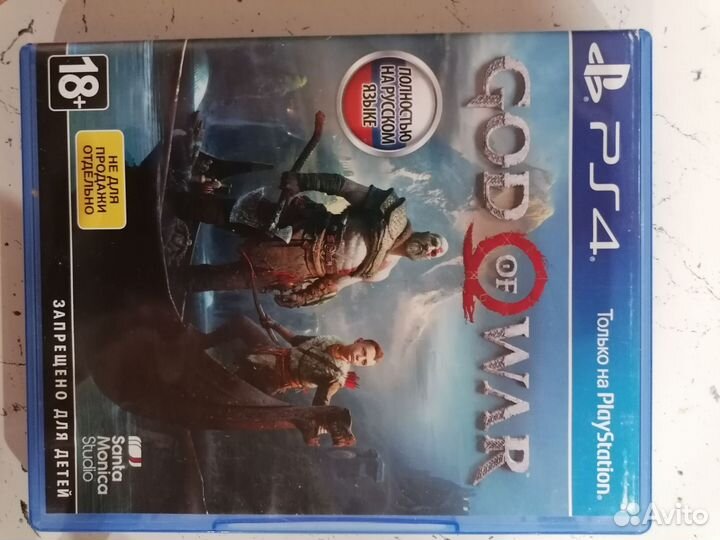 PS4
Только на PlayStation®
GOD
OF
WAR
ПОЛНОСТЬЮ
НА РУССКОМ
ЯЗЫКЕ
18+
НЕ ДЛЯ
ПРОДАЖИ
ОТДЕЛЬНО
ЗАПРЕЩЕНО ДЛЯ ДЕТЕЙ
Santa
Monica
Studio
Avito